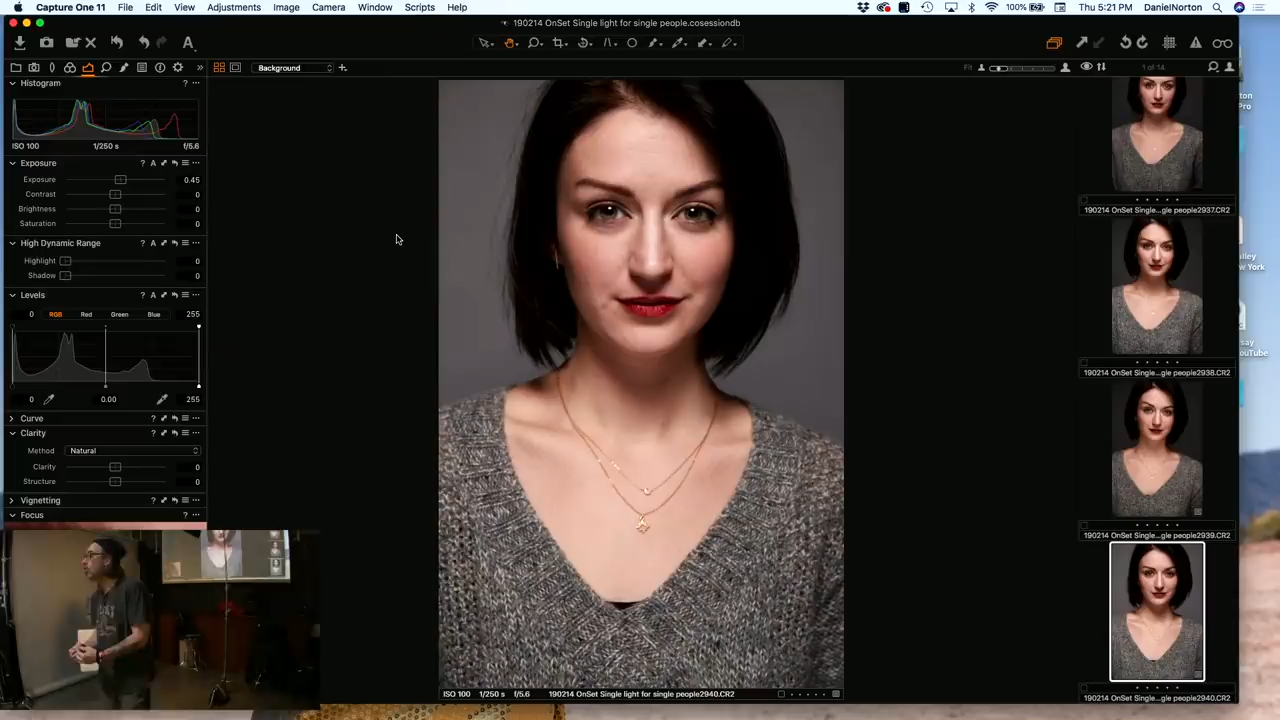 Capture One 11 File Edit View Adjustments Image Camera Window Scripts Help 100% Thu 5:21 PM DanielNorton
190214 OnSet Single light for single people.cosessiondb
Background
Fit
1 of 14
Histogram
ISO 100 1/250 s f/5.6
Exposure
Exposure 0.45
Contrast 0
Brightness 0
Saturation 0
High Dynamic Range
Highlight 0
Shadow 0
Levels
0 RGB Red Green Blue 255
0 0.00 255
Curve
Clarity
Method Natural
Clarity 0
Structure 0
Vignetting
Focus
ISO 100 1/250 s f/5.6 190214 OnSet Single light for single people2940.CR2
190214 OnSet Single...gle people2937.CR2
190214 OnSet Single...gle people2938.CR2
190214 OnSet Single...gle people2939.CR2
190214 OnSet Single...gle people2940.CR2